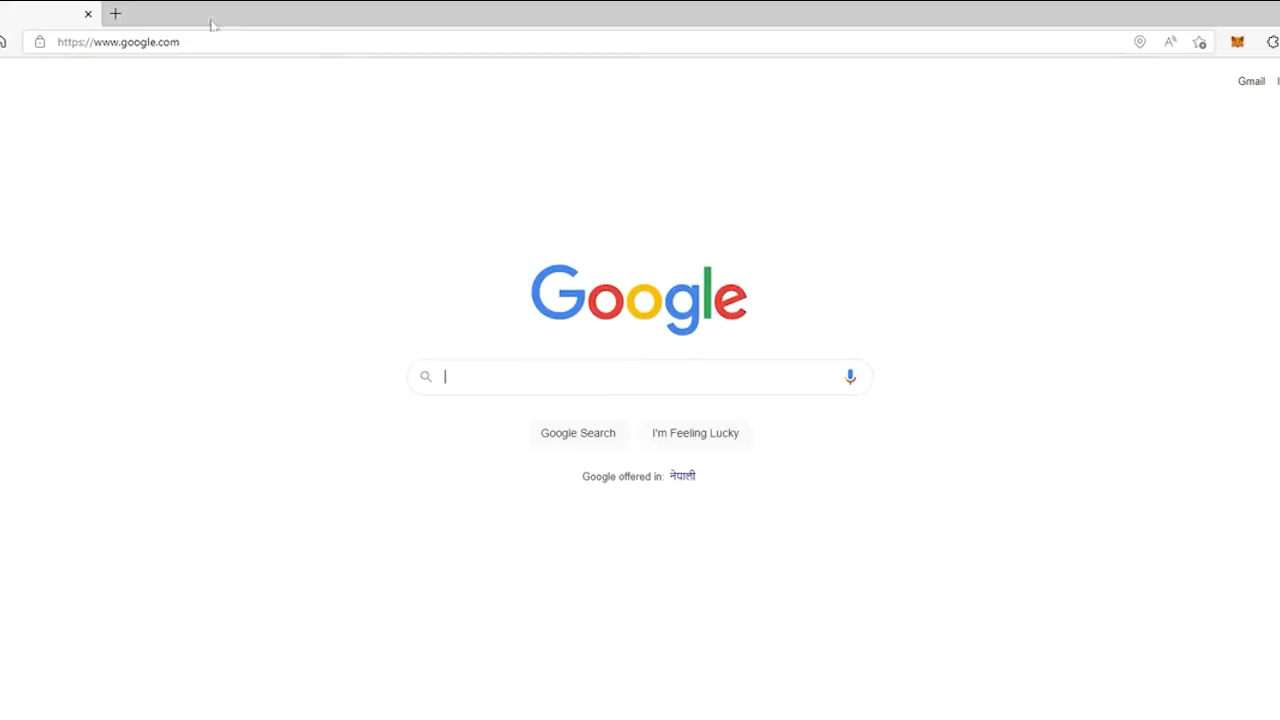 https://www.google.com
Gmail
Google
Google Search
I'm Feeling Lucky
Google offered in: नेपाली